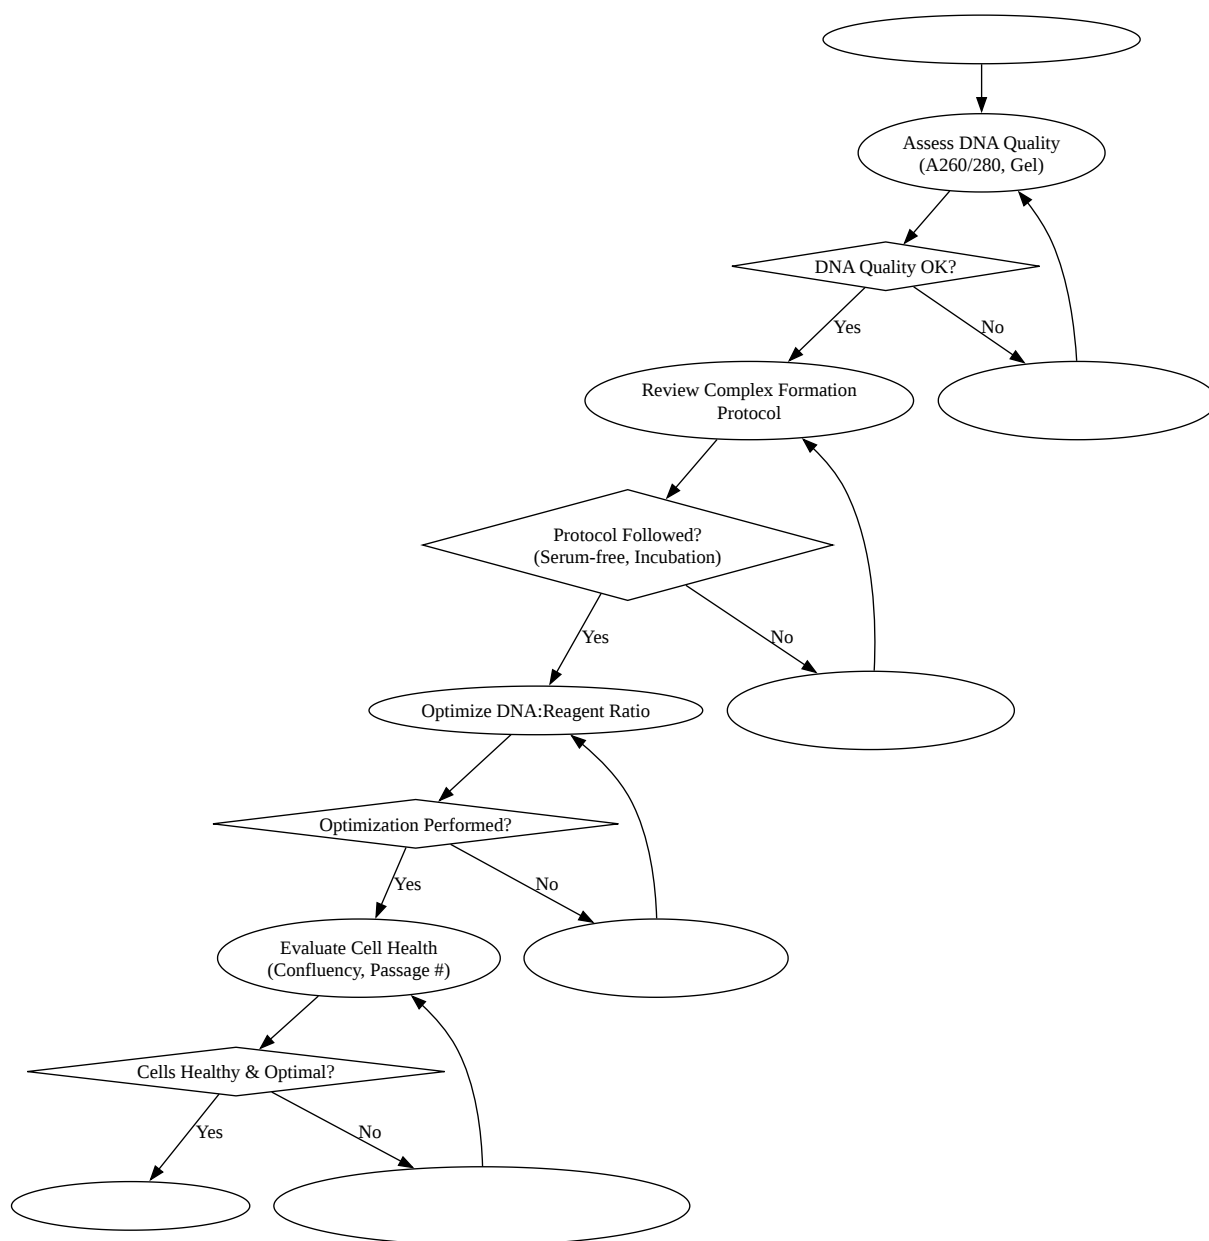 Assess DNA Quality
(A260/280, Gel)
DNA Quality OK?
Yes
No
Review Complex Formation
Protocol
Protocol Followed?
(Serum-free, Incubation)
Yes
No
Optimize DNA:Reagent Ratio
Optimization Performed?
Yes
No
Evaluate Cell Health
(Confluency, Passage #)
Cells Healthy & Optimal?
Yes
No